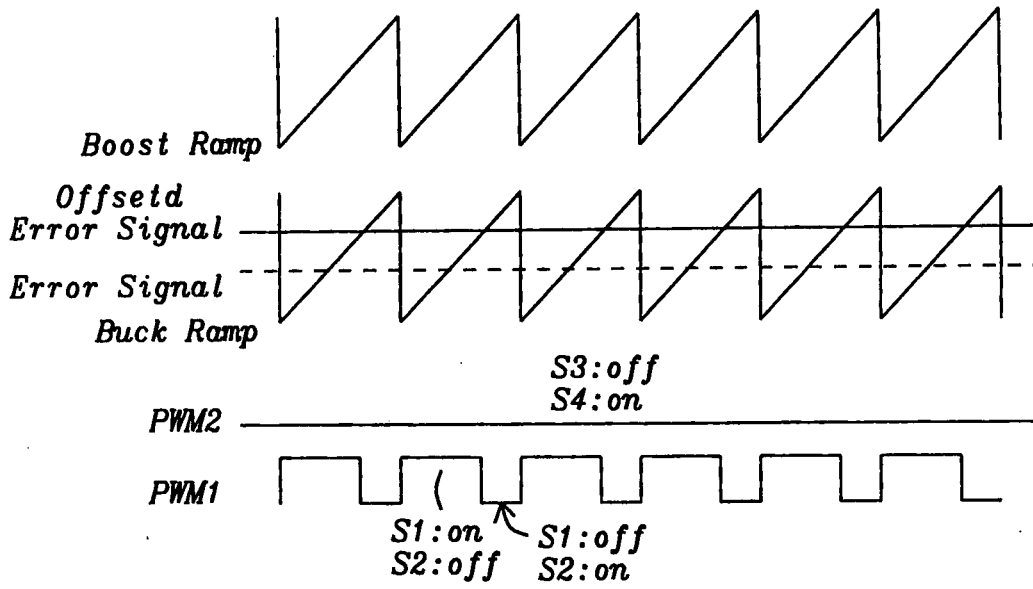 Boost Ramp
Offsetd
Error Signal
Error Signal
Buck Ramp
S3:off
S4:on
PWM2
PWM1
S1:on
S2:off
S1:off
S2:on